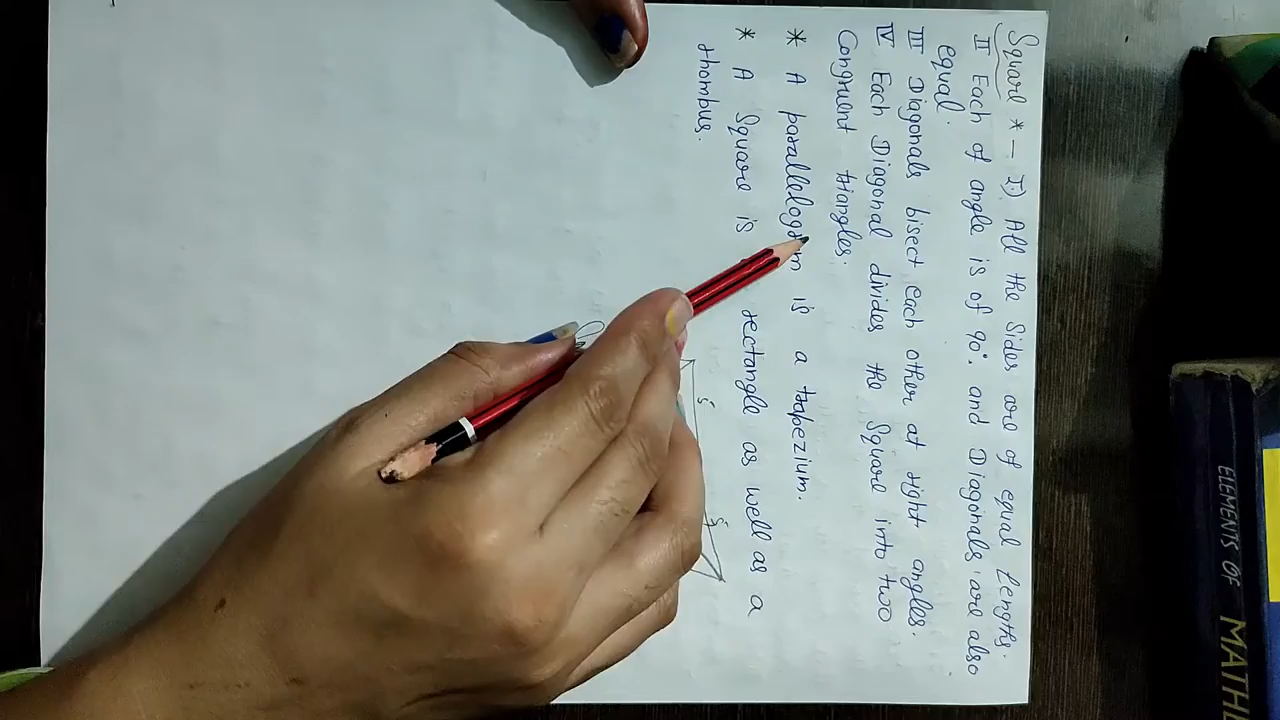 Square * - I.) All the Sides are of equal Lengths.
II Each of angle is of 90°. and Diagonals are also
equal.
III Diagonals bisect each other at right angles.
IV Each Diagonal divides the Square into two
Congruent triangles.
* A parallelogram is a trapezium.
* A Square is rectangle as well as a
rhombus.
5
5
ELEMENTS OF